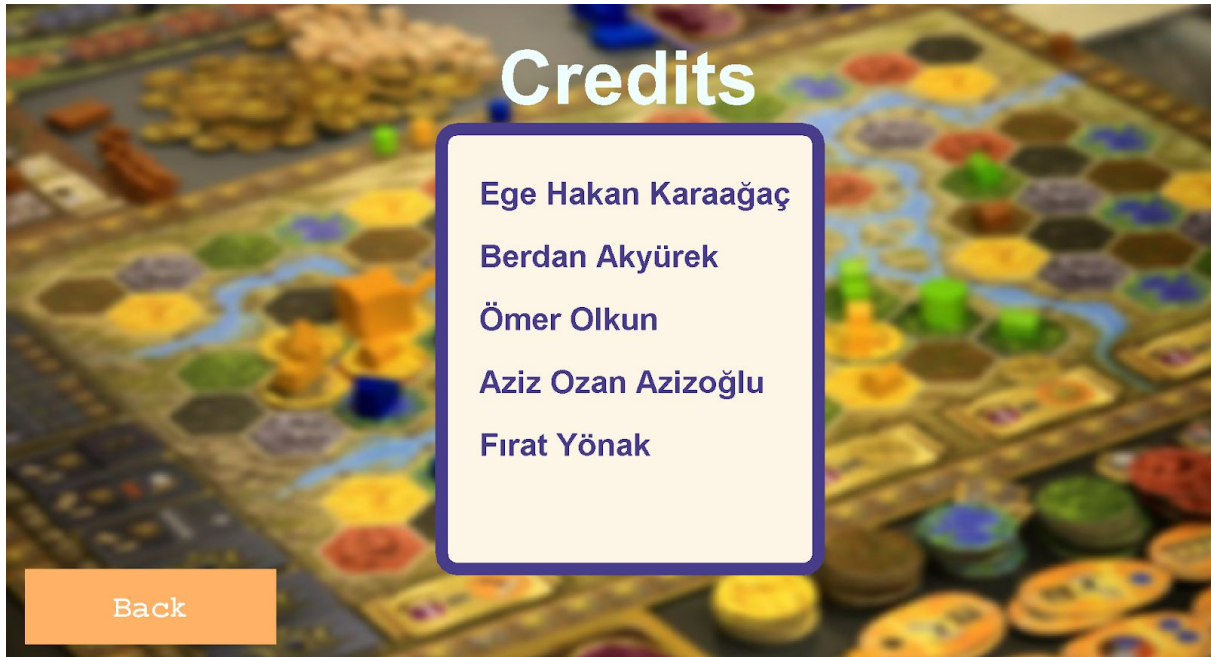 Credits
Ege Hakan Karaağaç
Berdan Akyürek
Ömer Olkun
Aziz Ozan Azizoğlu
Fırat Yönak
Back